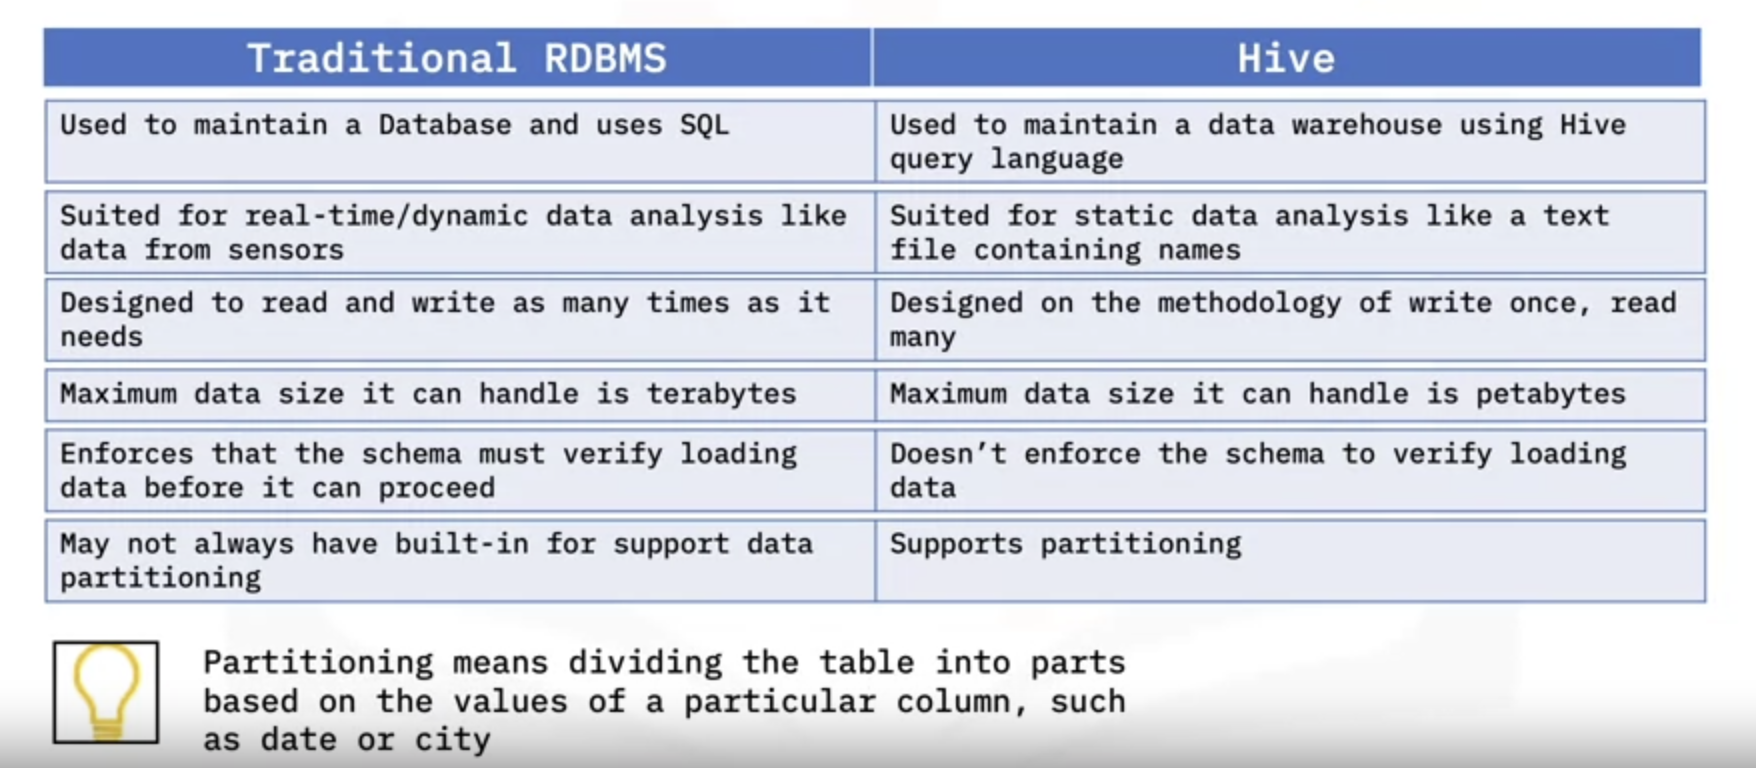 Traditional RDBMS
Hive
Used to maintain a Database and uses SQL
Used to maintain a data warehouse using Hive
query language
Suited for real-time/dynamic data analysis like
data from sensors
Suited for static data analysis like a text
file containing names
Designed to read and write as many times as it
needs
Designed on the methodology of write once, read
many
Maximum data size it can handle is terabytes
Maximum data size it can handle is petabytes
Enforces that the schema must verify loading
data before it can proceed
Doesn’t enforce the schema to verify loading
data
May not always have built-in for support data
partitioning
Supports partitioning
Partitioning means dividing the table into parts
based on the values of a particular column, such
as date or city